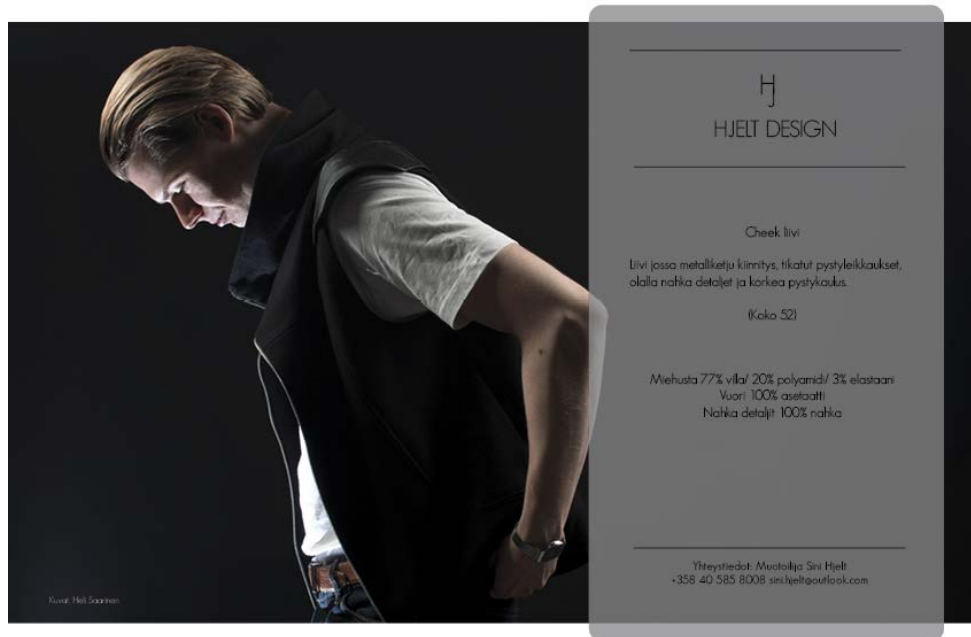 HJ
HJELT DESIGN
Cheek liivi
Liivi jossa metalliketju kiinnitys, tikatut pystyleikkaukset,
olalla nahka detaljet ja korkea pystykaulus.
(Koko 52)
Miehusta 77% villa/ 20% polyamidi/ 3% elastaani
Vuori 100% asetaatti
Nahka detaljit 100% nahka
Yhteystiedot: Muotoilija Sini Hjelt
+358 40 585 8008 sini.hjelt@outlook.com
Kuvat: Heli Saarinen